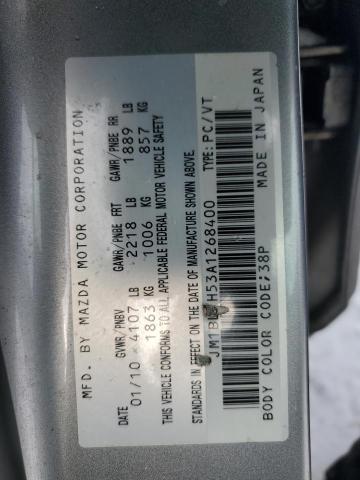 MFD. BY MAZDA MOTOR CORPORATION
DATE GVWR/PNBV GAWR/PNBE FRT GAWR/PNBE RR
01/10 4107 LB 2218 LB 1889 LB
1863 KG 1006 KG 857 KG
THIS VEHICLE CONFORMS TO ALL APPLICABLE FEDERAL MOTOR VEHICLE SAFETY
STANDARDS IN EFFECT ON THE DATE OF MANUFACTURE SHOWN ABOVE.
TYPE:PC/VT
BODY COLOR CODE;38P MADE IN JAPAN